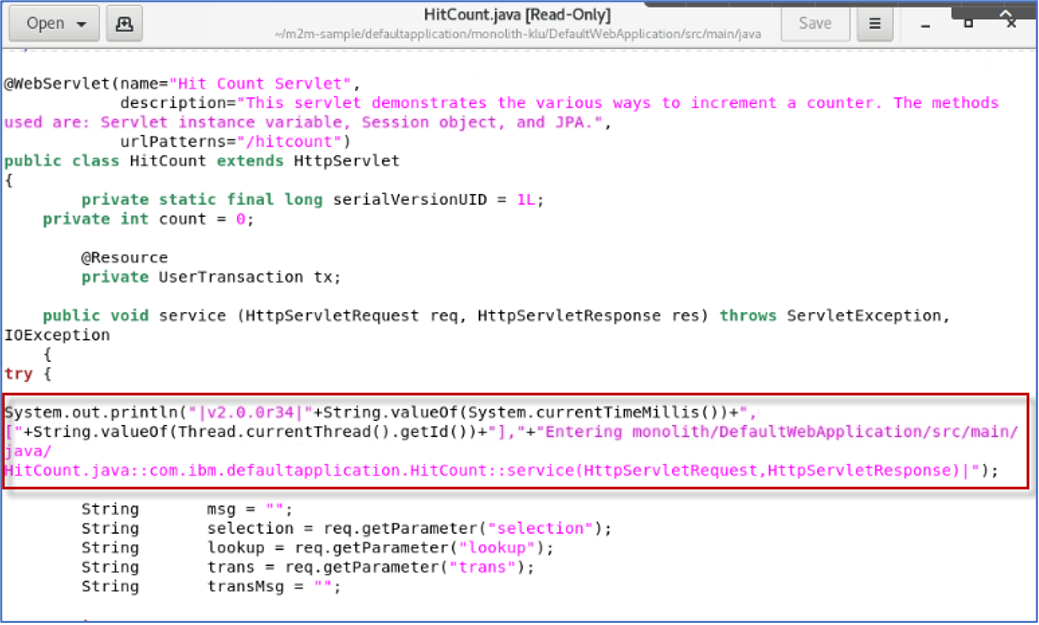 Open
HitCount.java [Read-Only]
~/m2m-sample/defaultapplication/monolith-klu/DefaultWebApplication/src/main/java
Save
@WebServlet(name="Hit Count Servlet",
description="This servlet demonstrates the various ways to increment a counter. The methods
used are: Servlet instance variable, Session object, and JPA.",
urlPatterns="/hitcount")
public class HitCount extends HttpServlet
{
private static final long serialVersionUID = 1L;
private int count = 0;
@Resource
private UserTransaction tx;
public void service (HttpServletRequest req, HttpServletResponse res) throws ServletException,
IOException
{
try {
System.out.println("|v2.0.0r34|"+String.valueOf(System.currentTimeMillis())+",
["+String.valueOf(Thread.currentThread().getId())+"],"+"Entering monolith/DefaultWebApplication/src/main/
java/
HitCount.java::com.ibm.defaultapplication.HitCount::service(HttpServletRequest,HttpServletResponse)|");
String msg = "";
String selection = req.getParameter("selection");
String lookup = req.getParameter("lookup");
String trans = req.getParameter("trans");
String transMsg = "";